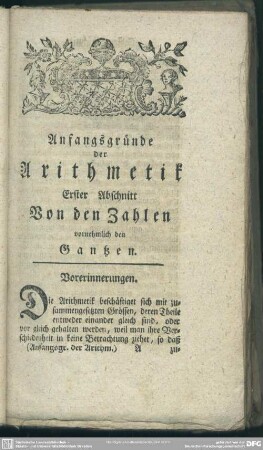 Anfangsgründe
der
Arithmetik
Erster Abschnitt
Von den Zahlen
vornehmlich den
Gantzen.
Vorerinnerungen.
Die Arithmetik beschäftiget sich mit zu-
sammengesetzten Grössen, deren Theile
entweder einander gleich sind, oder
vor gleich gehalten werden, weil man ihre Ver-
schiedenheit in keine Betrachtung ziehet, so daß
(Anfangsgr. der Arithm.) A zu-